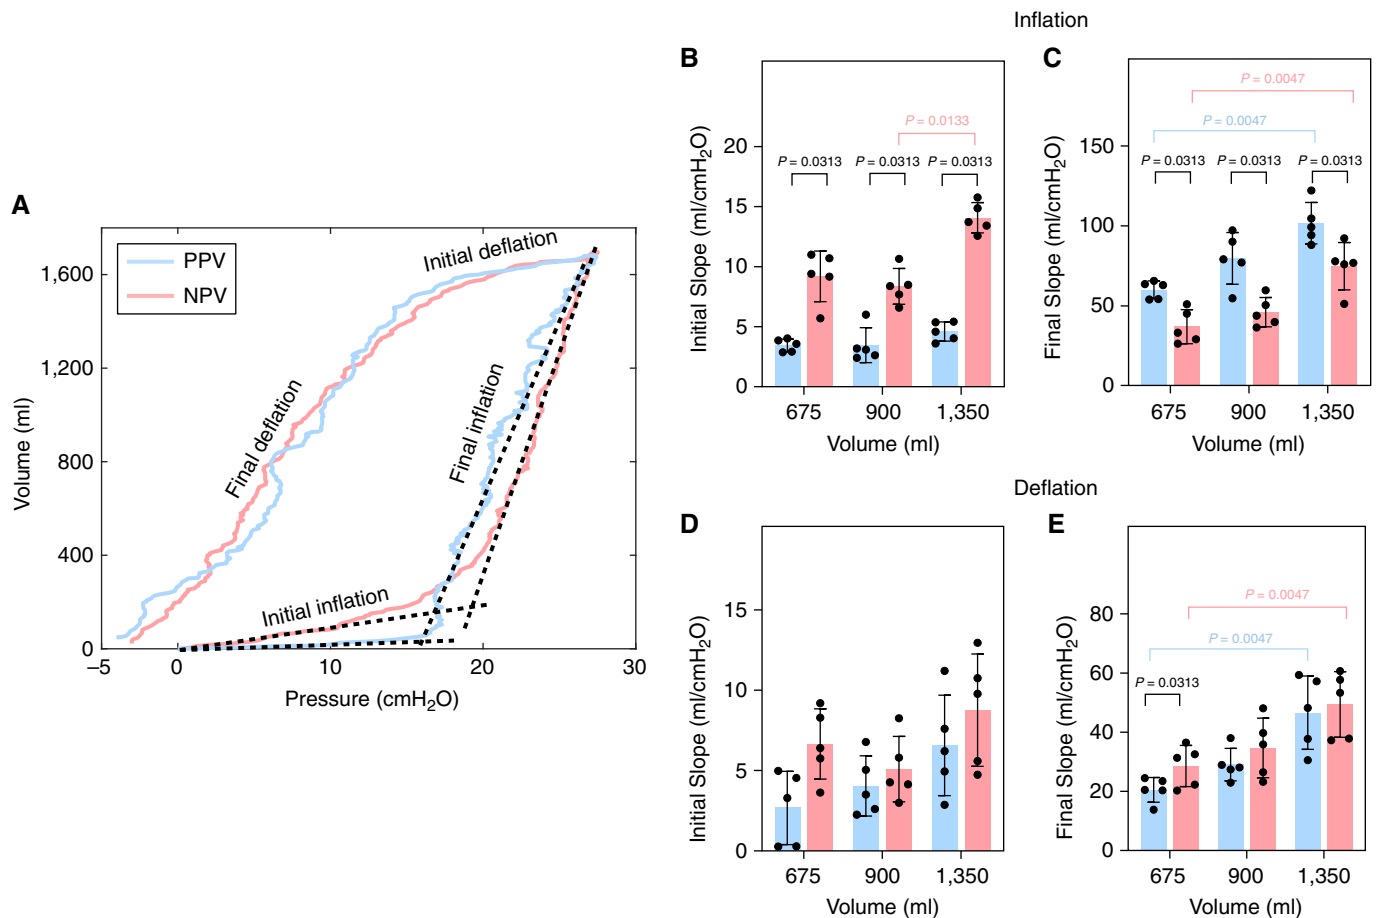 A
PPV
NPV
Initial deflation
Final deflation
Final inflation
Initial inflation
Volume (ml)
1,600
1,200
800
400
0
–5
0
10
20
30
Pressure (cmH₂O)
Inflation
B
Initial Slope (ml/cmH₂O)
20
15
10
5
0
P = 0.0133
P = 0.0313
P = 0.0313
P = 0.0313
675
900
1,350
Volume (ml)
C
Final Slope (ml/cmH₂O)
150
100
50
0
P = 0.0047
P = 0.0047
P = 0.0313
P = 0.0313
P = 0.0313
675
900
1,350
Volume (ml)
Deflation
D
Initial Slope (ml/cmH₂O)
15
10
5
0
675
900
1,350
Volume (ml)
E
Final Slope (ml/cmH₂O)
80
60
40
20
0
P = 0.0047
P = 0.0047
P = 0.0313
675
900
1,350
Volume (ml)